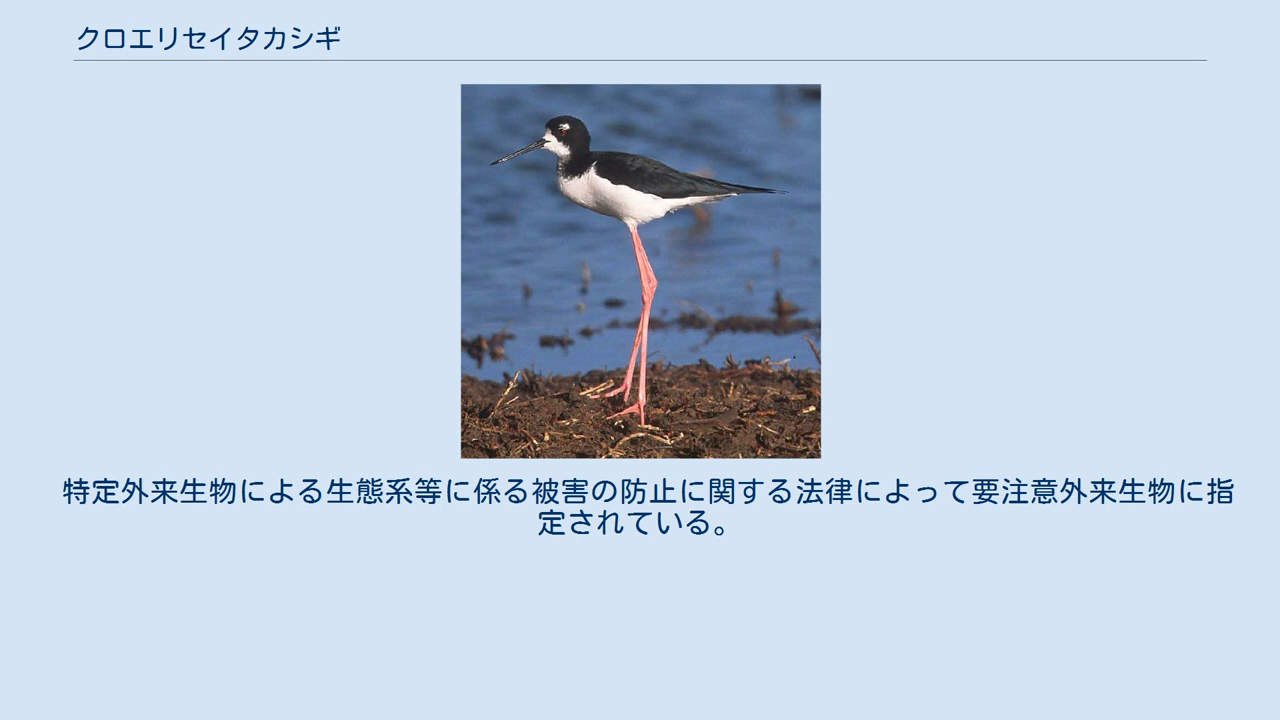 クロエリセイタカシギ
特定外来生物による生態系等に係る被害の防止に関する法律によって要注意外来生物に指
定されている。